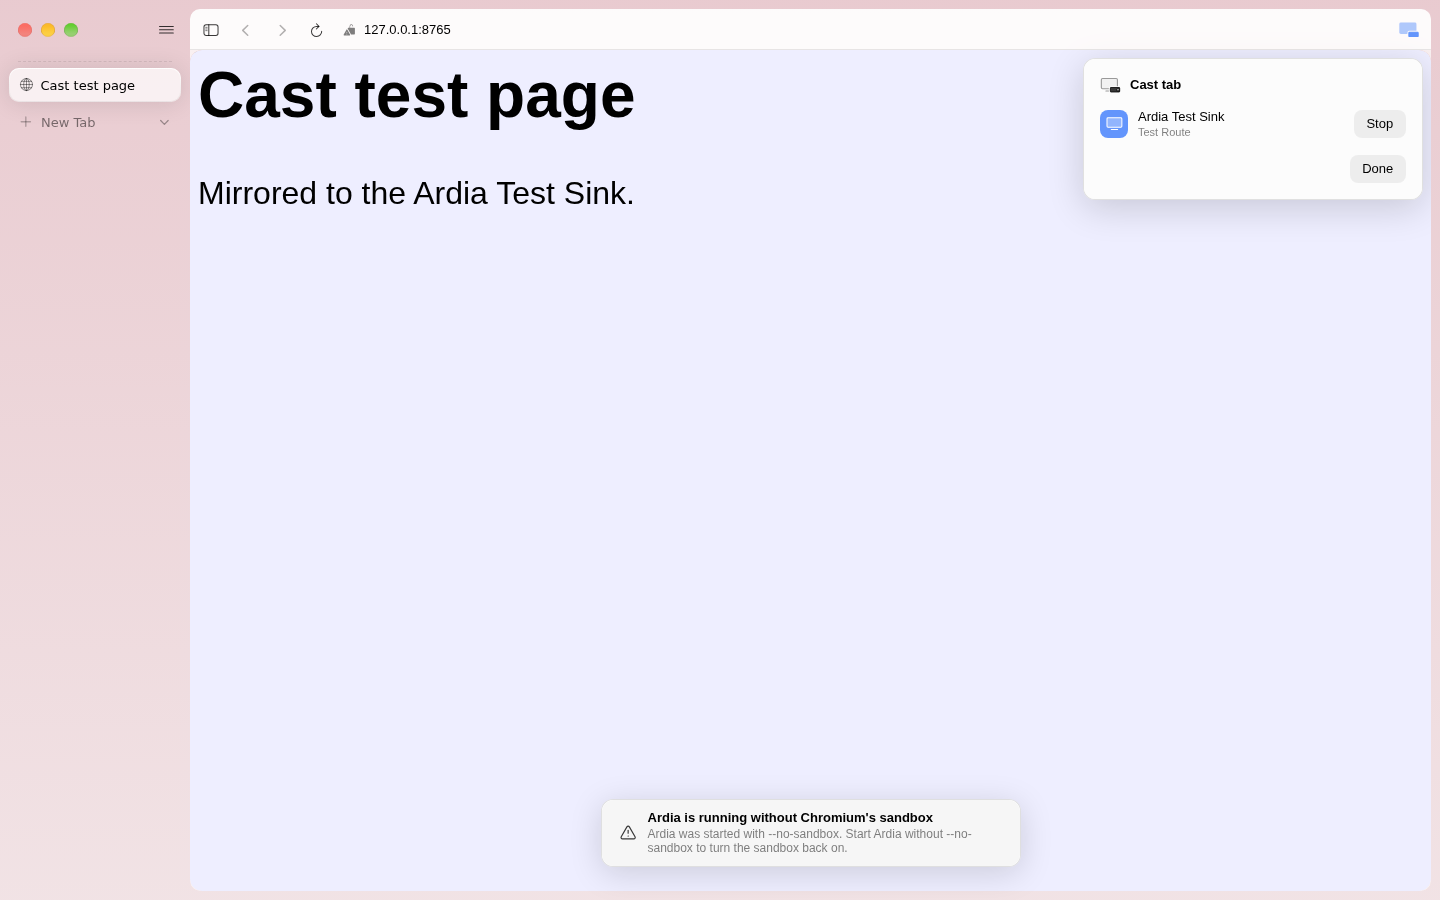 127.0.0.1:8765
Cast test page
New Tab
Cast test page
Mirrored to the Ardia Test Sink.
Cast tab
Ardia Test Sink
Test Route
Stop
Done
Ardia is running without Chromium's sandbox
Ardia was started with --no-sandbox. Start Ardia without --no-
sandbox to turn the sandbox back on.